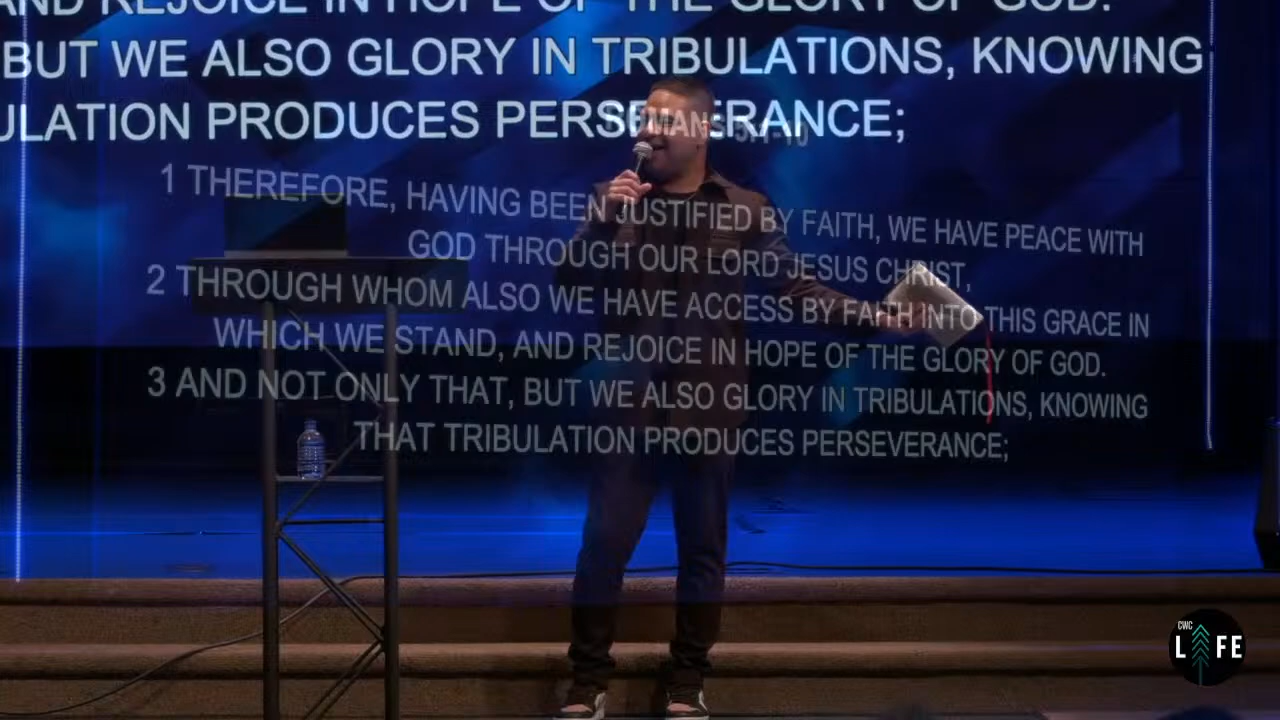 AND REJOICE IN HOPE OF THE GLORY OF GOD.
BUT WE ALSO GLORY IN TRIBULATIONS, KNOWING
ULATION PRODUCES PERSEVERANCE;
ROMANS 5:1-10
1 THEREFORE, HAVING BEEN JUSTIFIED BY FAITH, WE HAVE PEACE WITH
GOD THROUGH OUR LORD JESUS CHRIST,
2 THROUGH WHOM ALSO WE HAVE ACCESS BY FAITH INTO THIS GRACE IN
WHICH WE STAND, AND REJOICE IN HOPE OF THE GLORY OF GOD.
3 AND NOT ONLY THAT, BUT WE ALSO GLORY IN TRIBULATIONS, KNOWING
THAT TRIBULATION PRODUCES PERSEVERANCE;
CWC
LIFE